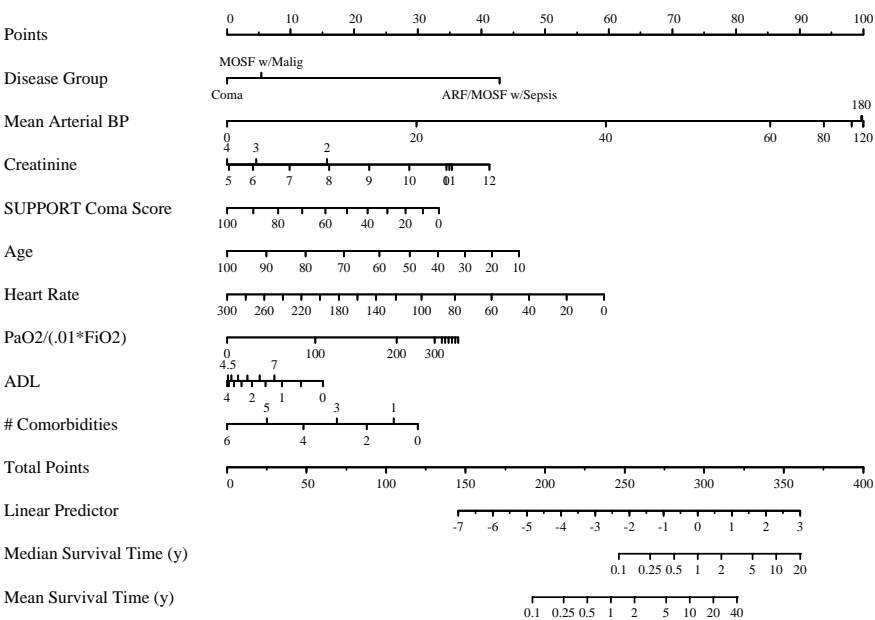 Points
0 10 20 30 40 50 60 70 80 90 100
Disease Group
MOSF w/Malig
Coma ARF/MOSF w/Sepsis
Mean Arterial BP
180
0 20 40 60 80 120
Creatinine
4 3 2
5 6 7 8 9 10 0 11 12
SUPPORT Coma Score
100 80 60 40 20 0
Age
100 90 80 70 60 50 40 30 20 10
Heart Rate
300 260 220 180 140 100 80 60 40 20 0
PaO2/(.01*FiO2)
0 100 200 300
ADL
4.5 7
4 2 1 0
# Comorbidities
5 3 1
6 4 2 0
Total Points
0 50 100 150 200 250 300 350 400
Linear Predictor
-7 -6 -5 -4 -3 -2 -1 0 1 2 3
Median Survival Time (y)
0.1 0.25 0.5 1 2 5 10 20
Mean Survival Time (y)
0.1 0.25 0.5 1 2 5 10 20 40